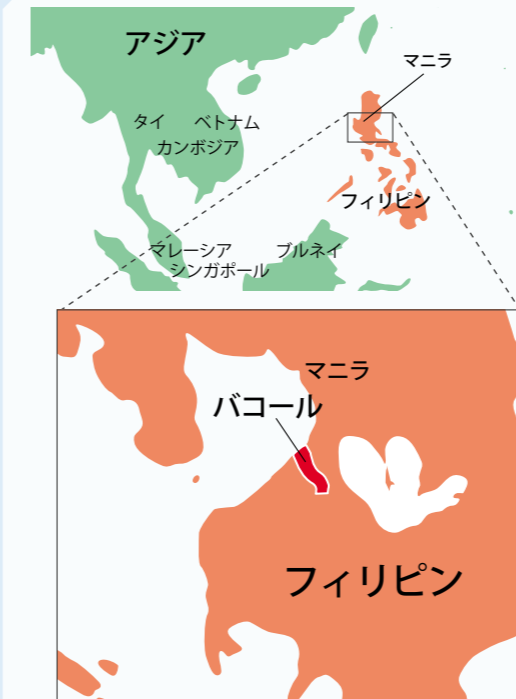 アジア
マニラ
タイ
ベトナム
カンボジア
フィリピン
マレーシア
ブルネイ
シンガポール
マニラ
バコール
フィリピン